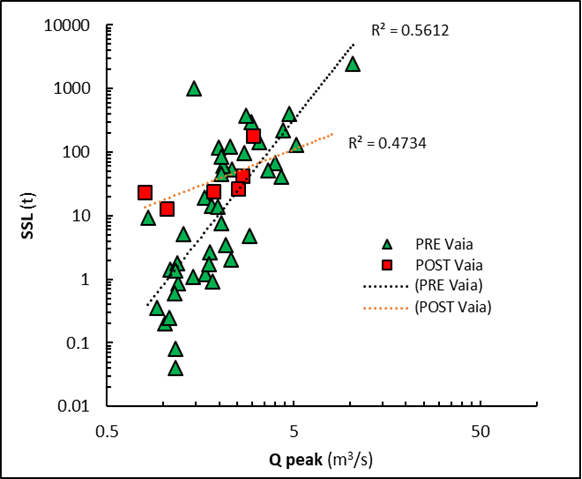 10000
R² = 0.5612
1000
R² = 0.4734
100
SSL (t)
10
PRE Vaia
POST Vaia
1
(PRE Vaia)
(POST Vaia)
0.1
0.01
0.5 5 50
Q peak (m³/s)